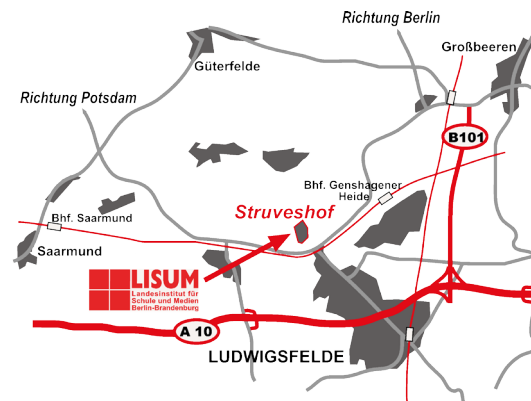 Richtung Berlin
Großbeeren
Güterfelde
Richtung Potsdam
B101
Bhf. Genshagener
Heide
Struveshof
Bhf. Saarmund
Saarmund
LISUM
Landesinstitut für
Schule und Medien
Berlin-Brandenburg
A 10
LUDWIGSFELDE